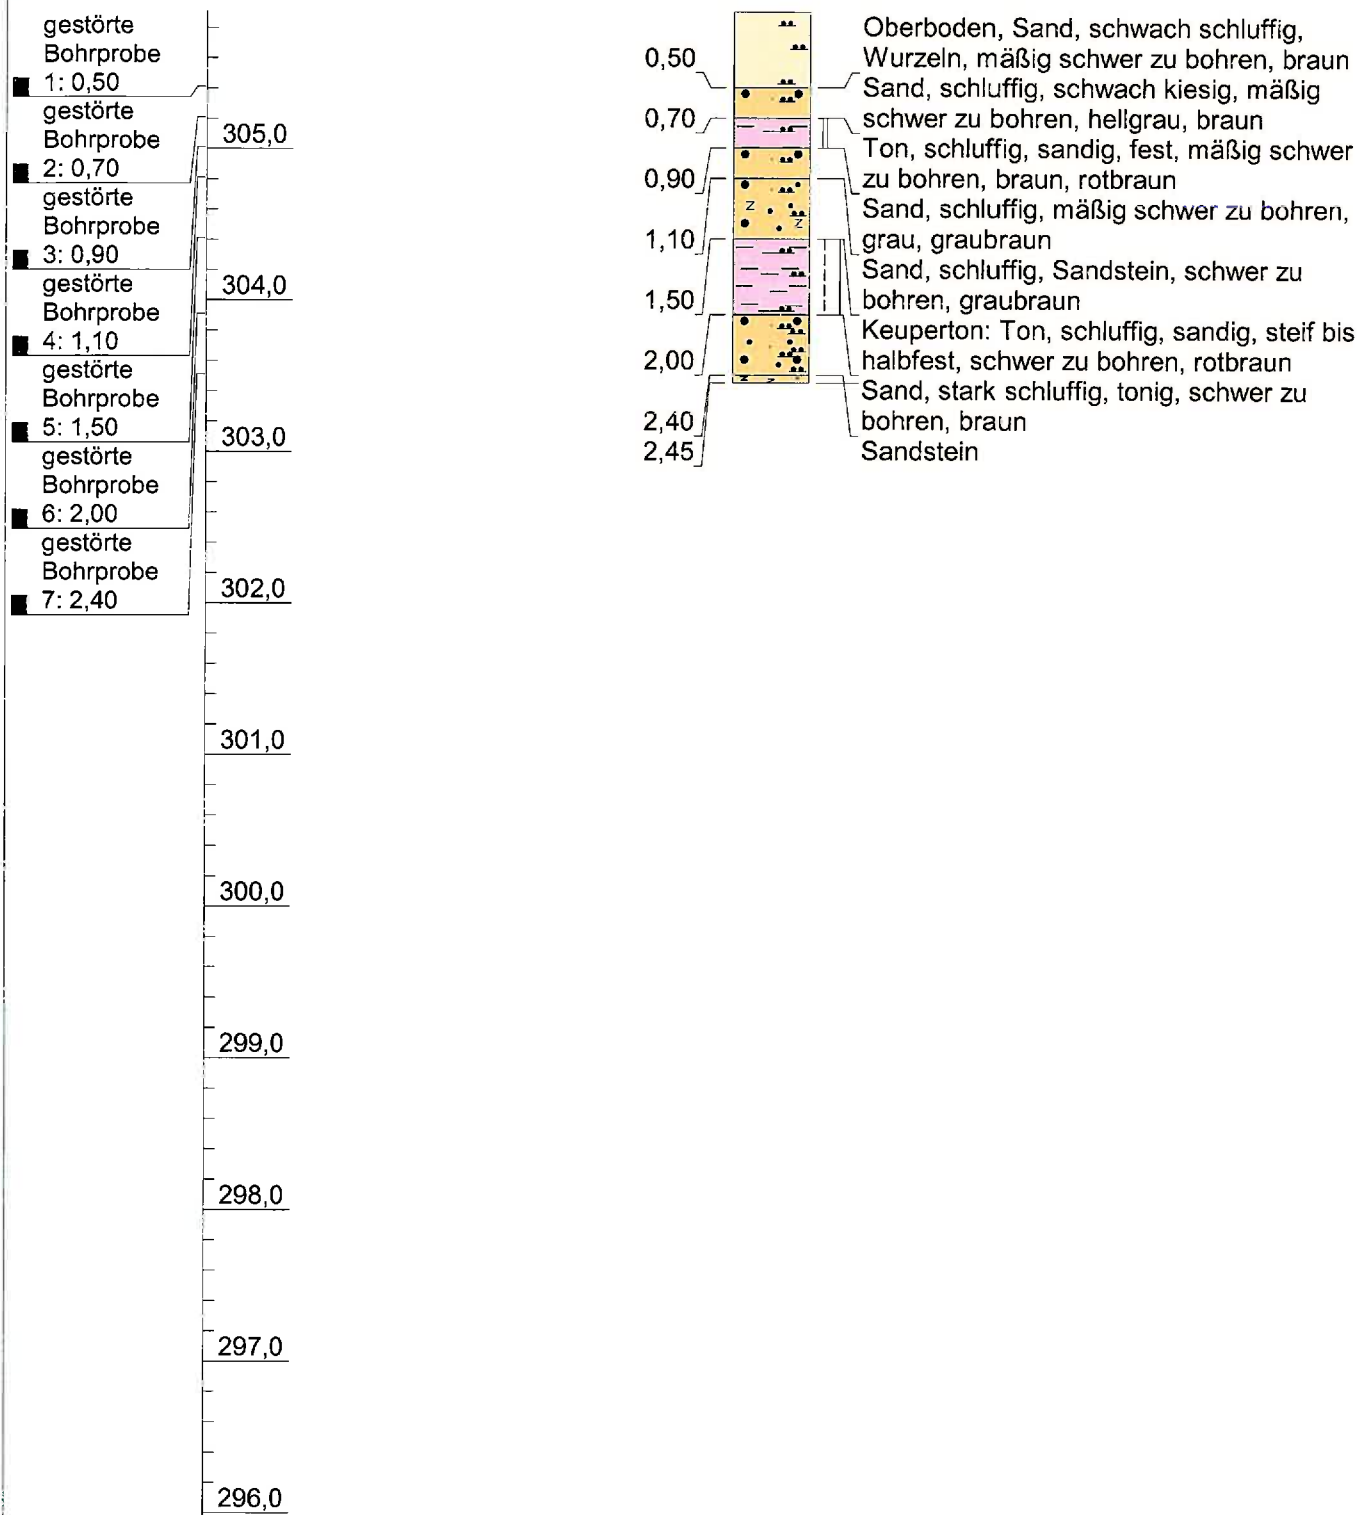 gestörte
Bohrprobe
1: 0,50
gestörte
Bohrprobe
2: 0,70
gestörte
Bohrprobe
3: 0,90
gestörte
Bohrprobe
4: 1,10
gestörte
Bohrprobe
5: 1,50
gestörte
Bohrprobe
6: 2,00
gestörte
Bohrprobe
7: 2,40
305,0
304,0
303,0
302,0
301,0
300,0
299,0
298,0
297,0
296,0
0,50
0,70
0,90
1,10
1,50
2,00
2,40
2,45
Oberboden, Sand, schwach schluffig,
Wurzeln, mäßig schwer zu bohren, braun
Sand, schluffig, schwach kiesig, mäßig
schwer zu bohren, hellgrau, braun
Ton, schluffig, sandig, fest, mäßig schwer
zu bohren, braun, rotbraun
Sand, schluffig, mäßig schwer zu bohren,
grau, graubraun
Sand, schluffig, Sandstein, schwer zu
bohren, graubraun
Keuperton: Ton, schluffig, sandig, steif bis
halbfest, schwer zu bohren, rotbraun
Sand, stark schluffig, tonig, schwer zu
bohren, braun
Sandstein